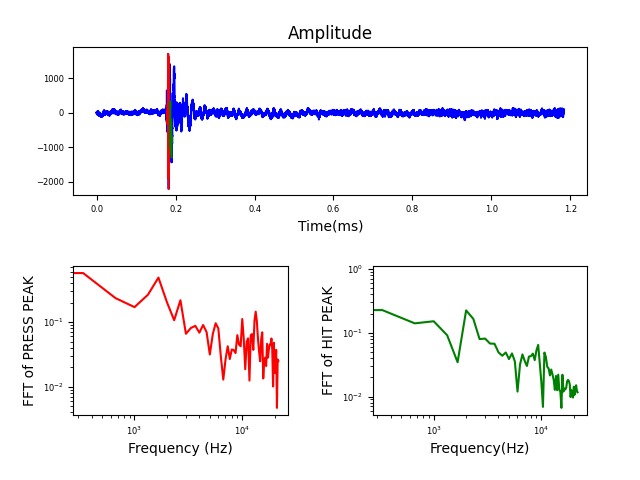 Amplitude
1000
0
−1000
−2000
0.0 0.2 0.4 0.6 0.8 1.0 1.2
Time(ms)
FFT of PRESS PEAK
10⁻¹
10⁻²
10³ 10⁴
Frequency (Hz)
FFT of HIT PEAK
10⁰
10⁻¹
10⁻²
10³ 10⁴
Frequency(Hz)